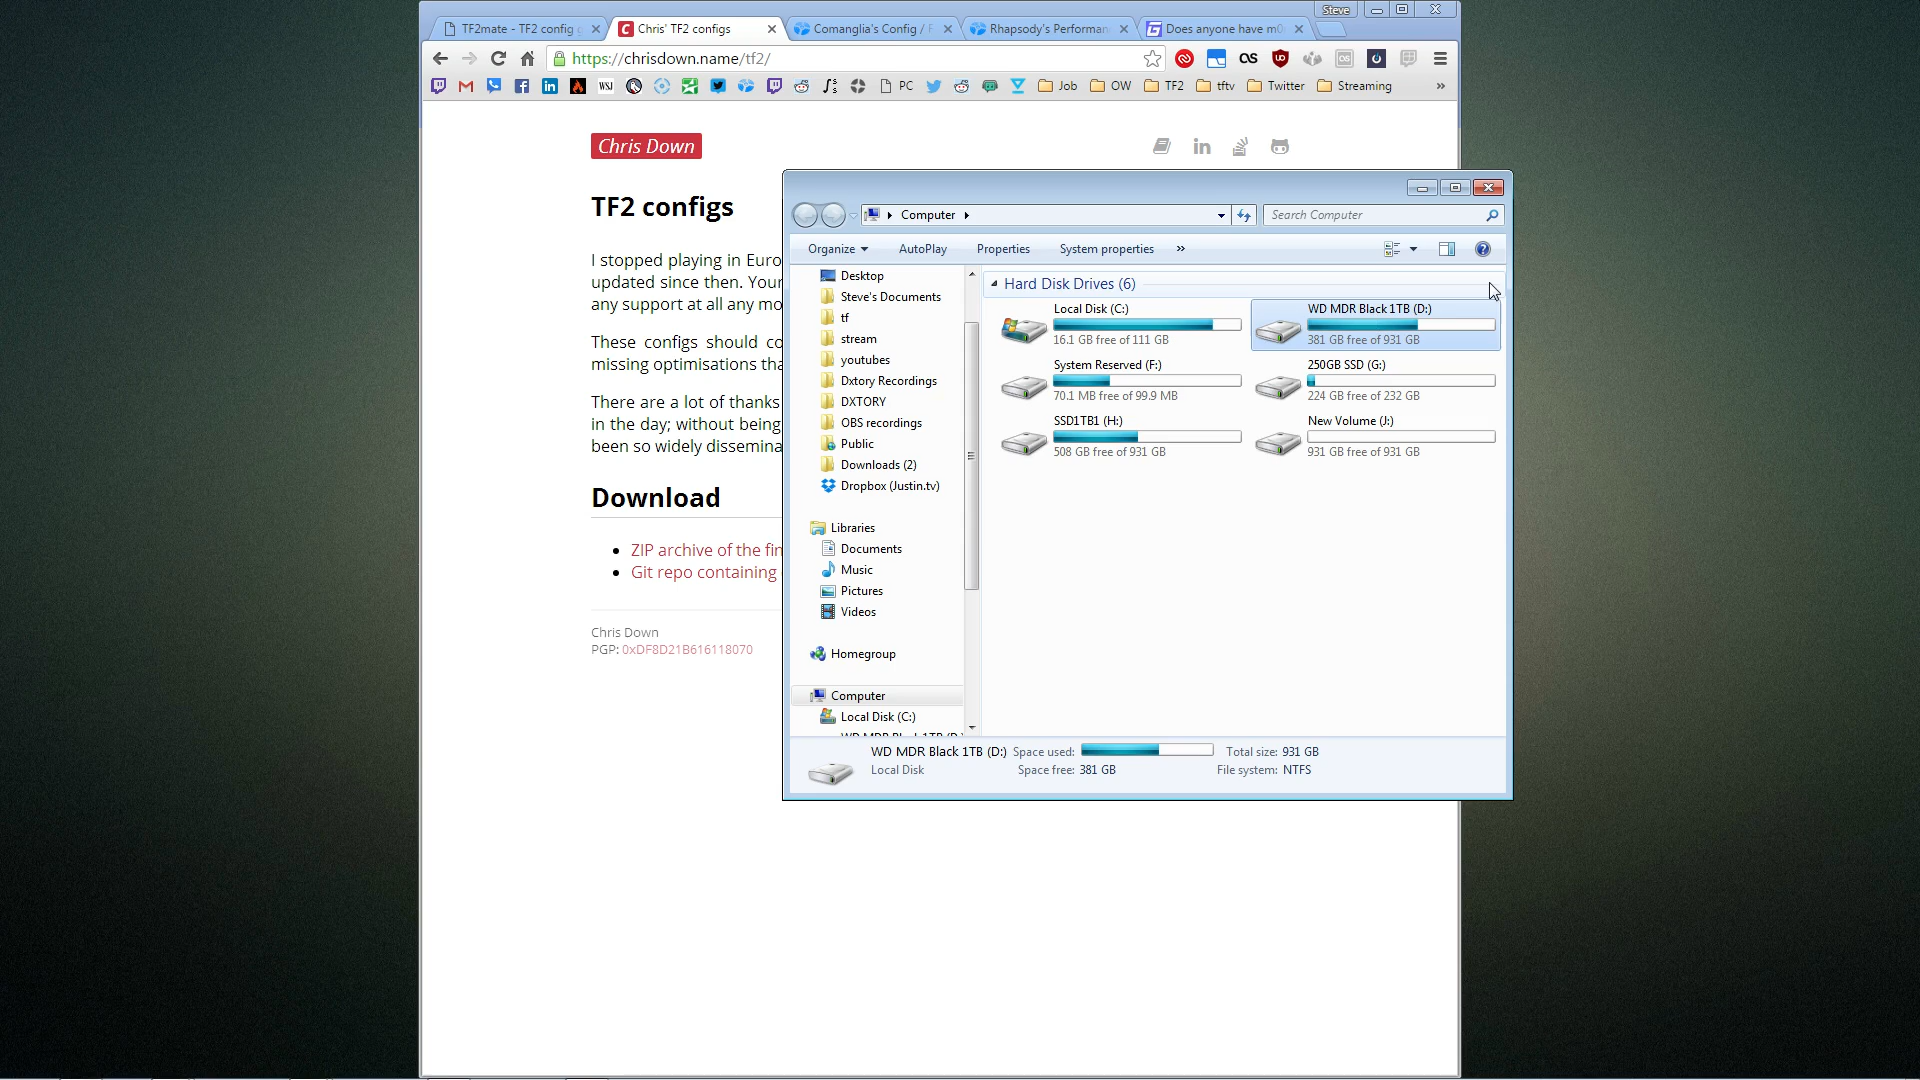 Steve
TF2mate - TF2 config g
Chris' TF2 configs
Comanglia's Config / F
Rhapsody's Performan
Does anyone have m0
https://chrisdown.name/tf2/
WSJ
PC
Job
OW
TF2
tftv
Twitter
Streaming
»
Chris Down
TF2 configs
I stopped playing in Euro
updated since then. Your
any support at all any mo
These configs should co
missing optimisations tha
There are a lot of thanks
in the day; without being
been so widely dissemina
Download
ZIP archive of the fin
Git repo containing
Chris Down
PGP: 0xDF8D21B616118070
Computer
Search Computer
Organize
AutoPlay
Properties
System properties
»
Desktop
Steve's Documents
tf
stream
youtubes
Dxtory Recordings
DXTORY
OBS recordings
Public
Downloads (2)
Dropbox (Justin.tv)
Libraries
Documents
Music
Pictures
Videos
Homegroup
Computer
Local Disk (C:)
WD MDR Black 1TB (D:)
Hard Disk Drives (6)
Local Disk (C:)
16.1 GB free of 111 GB
WD MDR Black 1TB (D:)
381 GB free of 931 GB
System Reserved (F:)
70.1 MB free of 99.9 MB
250GB SSD (G:)
224 GB free of 232 GB
SSD1TB1 (H:)
508 GB free of 931 GB
New Volume (J:)
931 GB free of 931 GB
WD MDR Black 1TB (D:) Space used: Total size: 931 GB
Local Disk Space free: 381 GB File system: NTFS